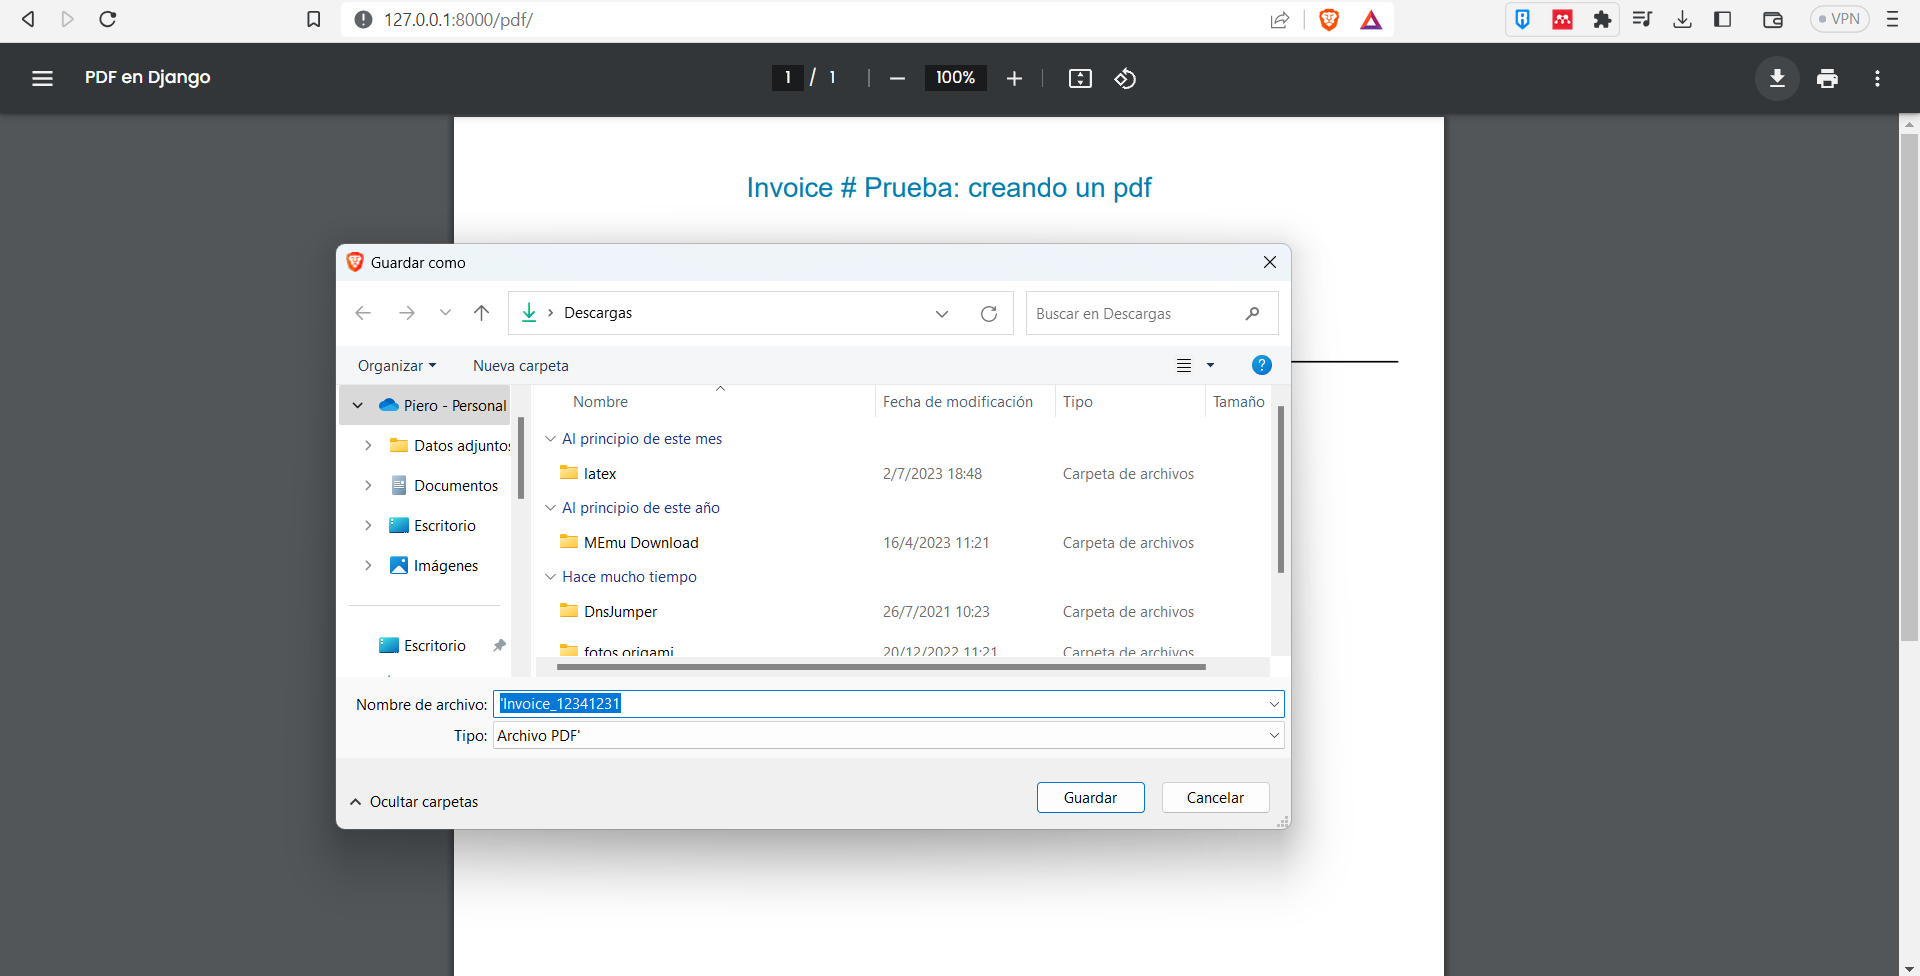 127.0.0.1:8000/pdf/
VPN
PDF en Django
1 / 1
100%
Invoice # Prueba: creando un pdf
Guardar como
Descargas
Buscar en Descargas
Organizar
Nueva carpeta
?
Piero - Personal
Datos adjuntos
Documentos
Escritorio
Imágenes
Escritorio
Nombre
Fecha de modificación
Tipo
Tamaño
Al principio de este mes
latex
2/7/2023 18:48
Carpeta de archivos
Al principio de este año
MEmu Download
16/4/2023 11:21
Carpeta de archivos
Hace mucho tiempo
DnsJumper
26/7/2021 10:23
Carpeta de archivos
fotos origami
20/12/2022 11:21
Carpeta de archivos
Nombre de archivo:
'Invoice_12341231
Tipo:
Archivo PDF'
Ocultar carpetas
Guardar
Cancelar